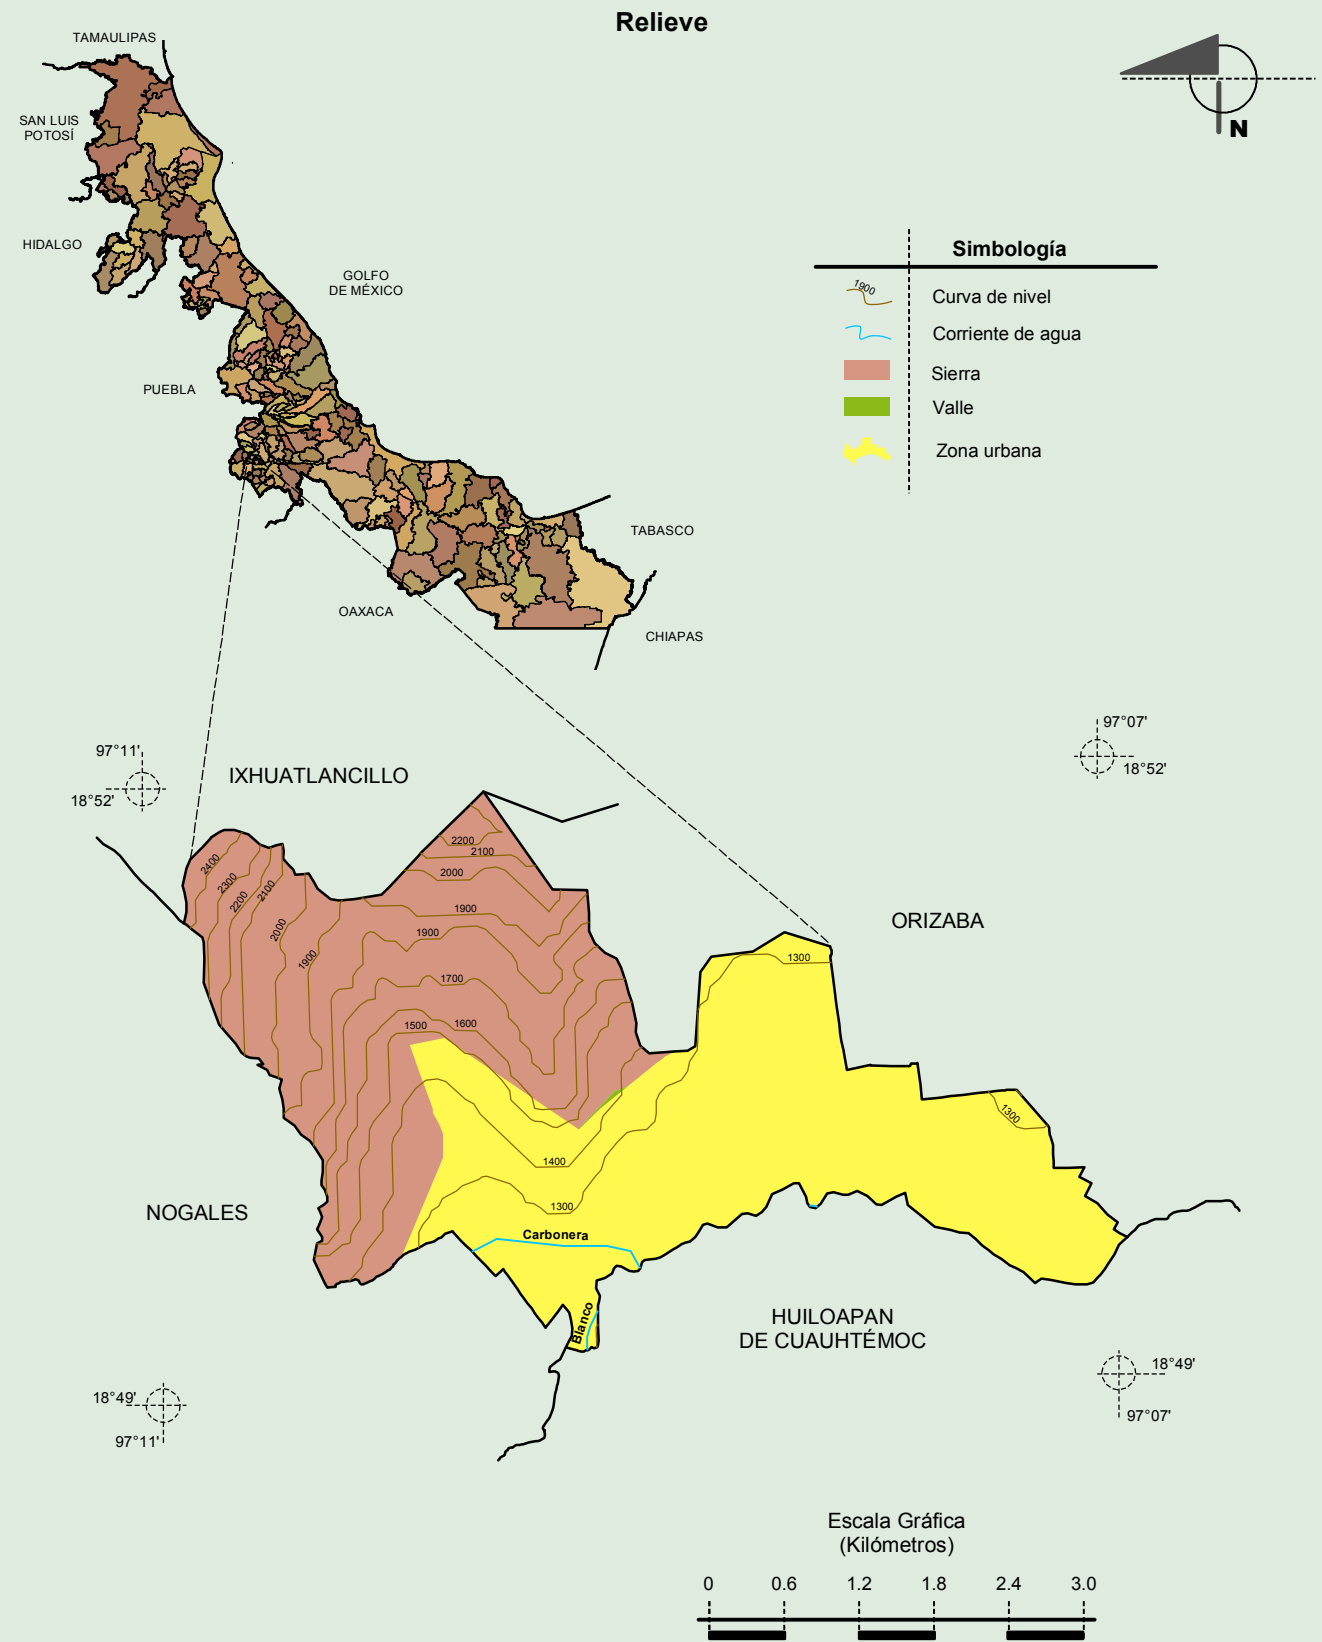 Relieve
TAMAULIPAS
SAN LUIS
POTOSÍ
HIDALGO
GOLFO
DE MÉXICO
PUEBLA
TABASCO
OAXACA
CHIAPAS
N
Simbología
1900
Curva de nivel
Corriente de agua
Sierra
Valle
Zona urbana
97°11'
18°52'
97°07'
18°52'
IXHUATLANCILLO
ORIZABA
NOGALES
HUILOAPAN
DE CUAUHTÉMOC
2400
2300
2200
2100
2000
1900
2200
2100
2000
1900
1900
1700
1600
1500
1400
1300
1300
1300
Carbonera
Blanco
18°49'
97°11'
18°49'
97°07'
Escala Gráfica
(Kilómetros)
0 0.6 1.2 1.8 2.4 3.0